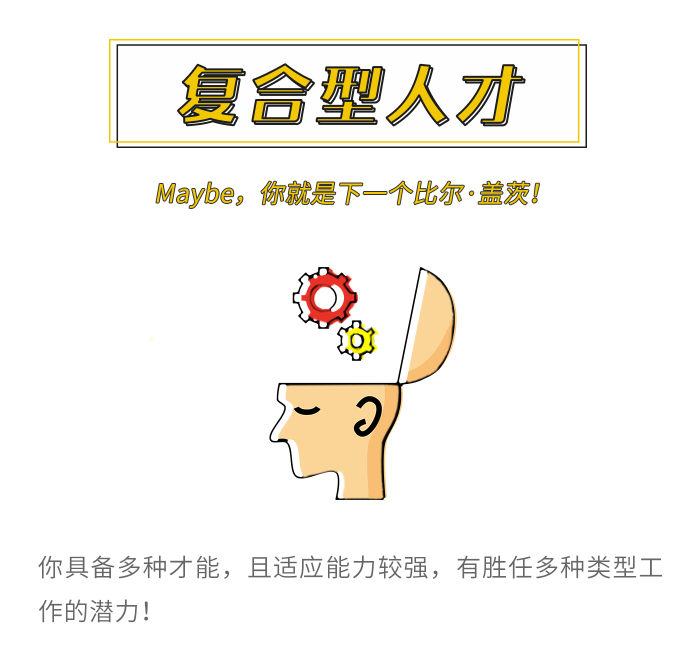 复合型人才
Maybe，你就是下一个比尔·盖茨！
你具备多种才能，且适应能力较强，有胜任多种类型工
作的潜力！